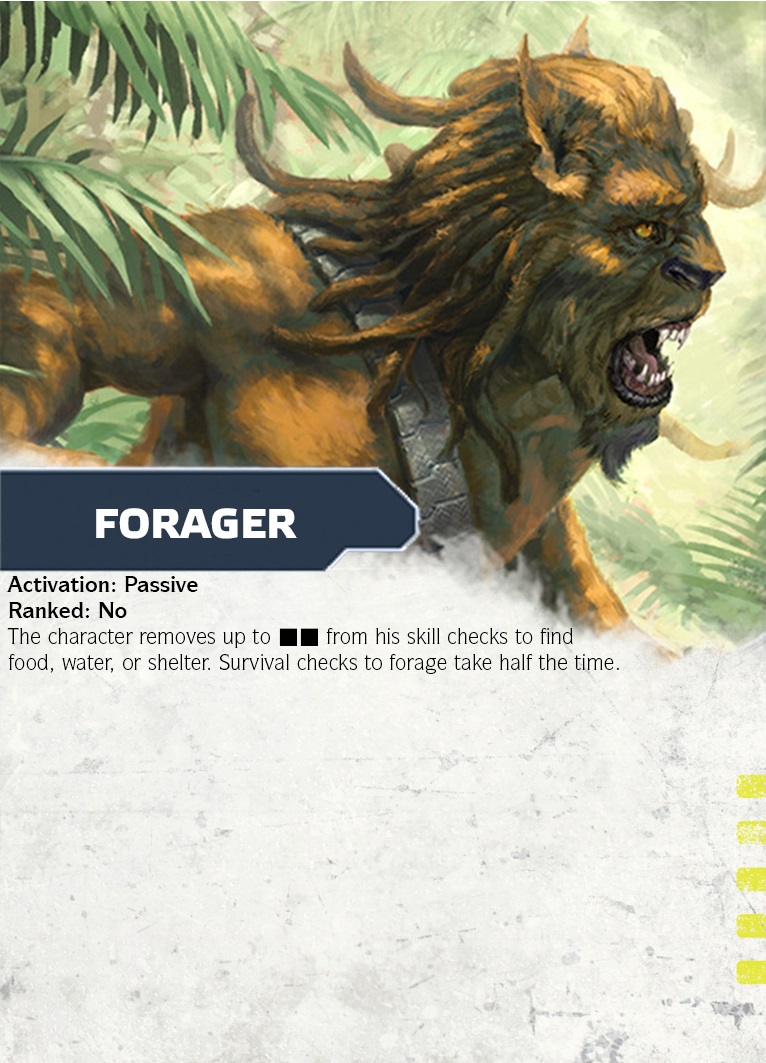 FORAGER
Activation: Passive
Ranked: No
The character removes up to ■■ from his skill checks to find
food, water, or shelter. Survival checks to forage take half the time.